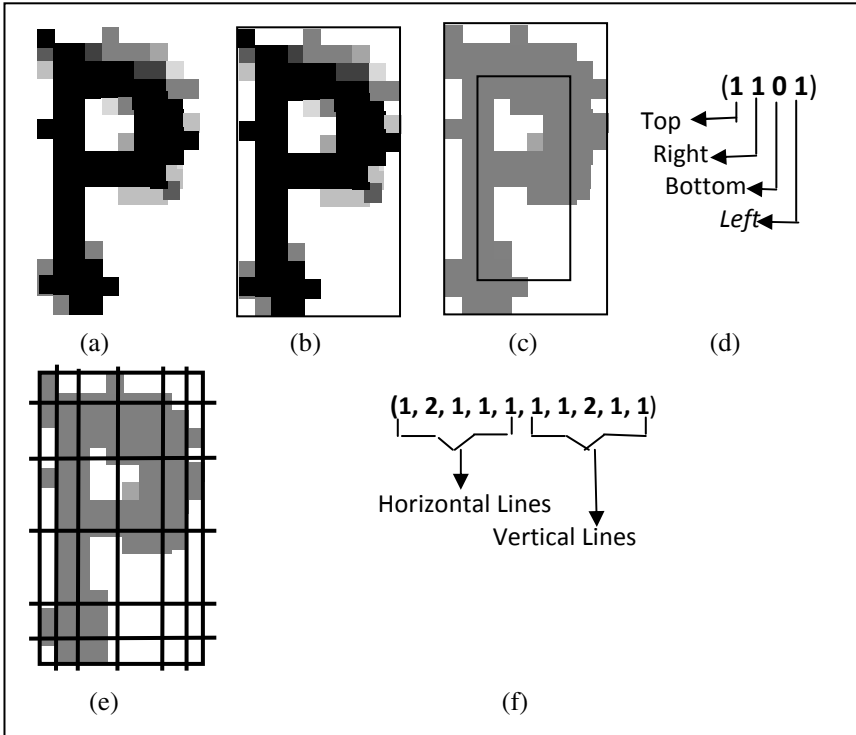 (1 1 0 1)
Top
Right
Bottom
Left
(a) (b) (c) (d)
(1, 2, 1, 1, 1, 1, 1, 2, 1, 1)
Horizontal Lines
Vertical Lines
(e) (f)